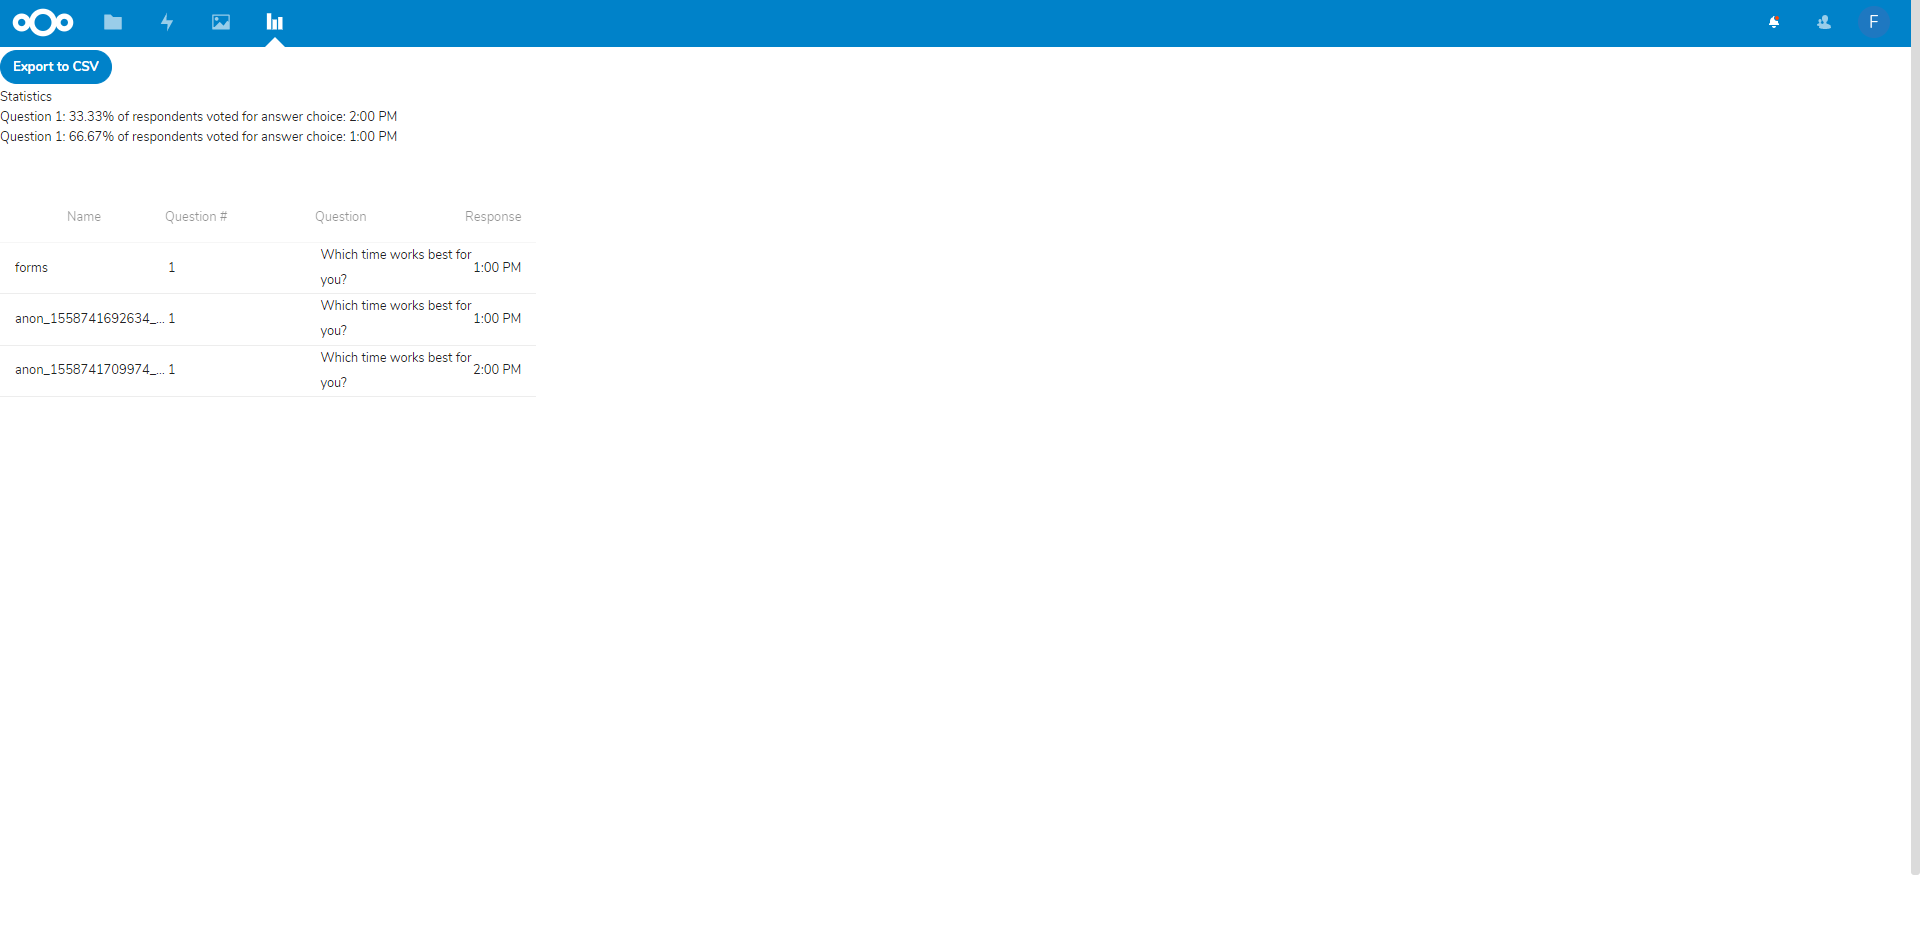 F
Export to CSV
Statistics
Question 1: 33.33% of respondents voted for answer choice: 2:00 PM
Question 1: 66.67% of respondents voted for answer choice: 1:00 PM
Name Question # Question Response
forms 1 Which time works best for you? 1:00 PM
anon_1558741692634_... 1 Which time works best for you? 1:00 PM
anon_1558741709974_... 1 Which time works best for you? 2:00 PM